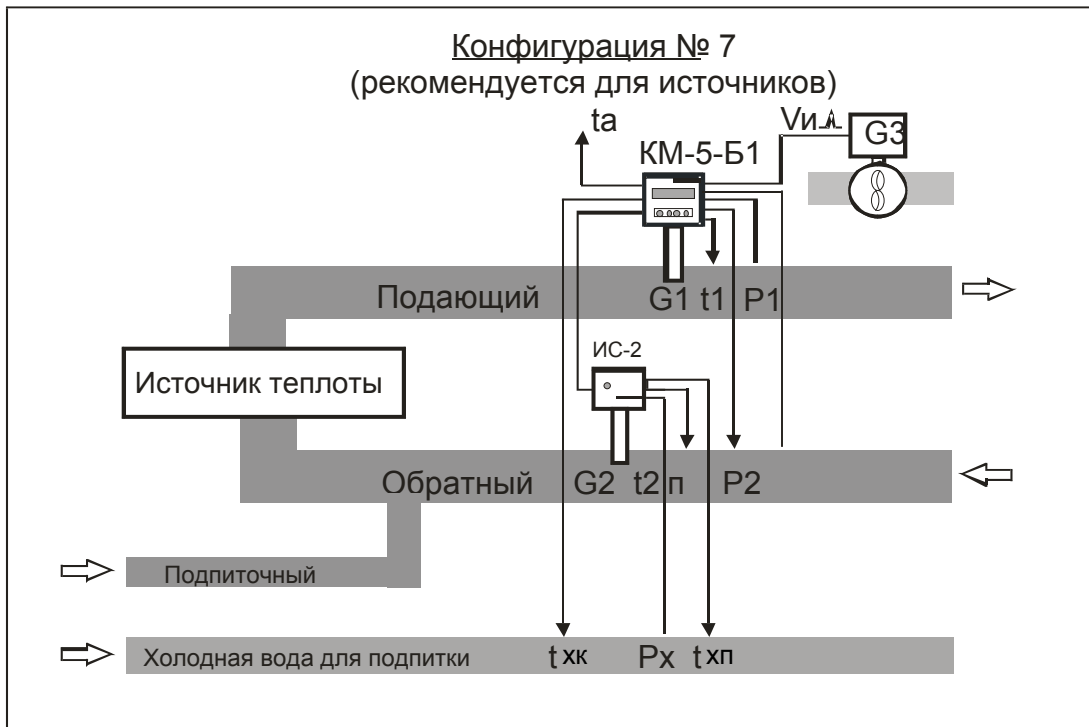 Конфигурация № 7
(рекомендуется для источников)
ta
Vи
G3
КМ-5-Б1
Подающий
G1 t1 P1
ИС-2
Источник теплоты
Обратный
G2 t2 п P2
Подпиточный
Холодная вода для подпитки
t хк Рх t хп